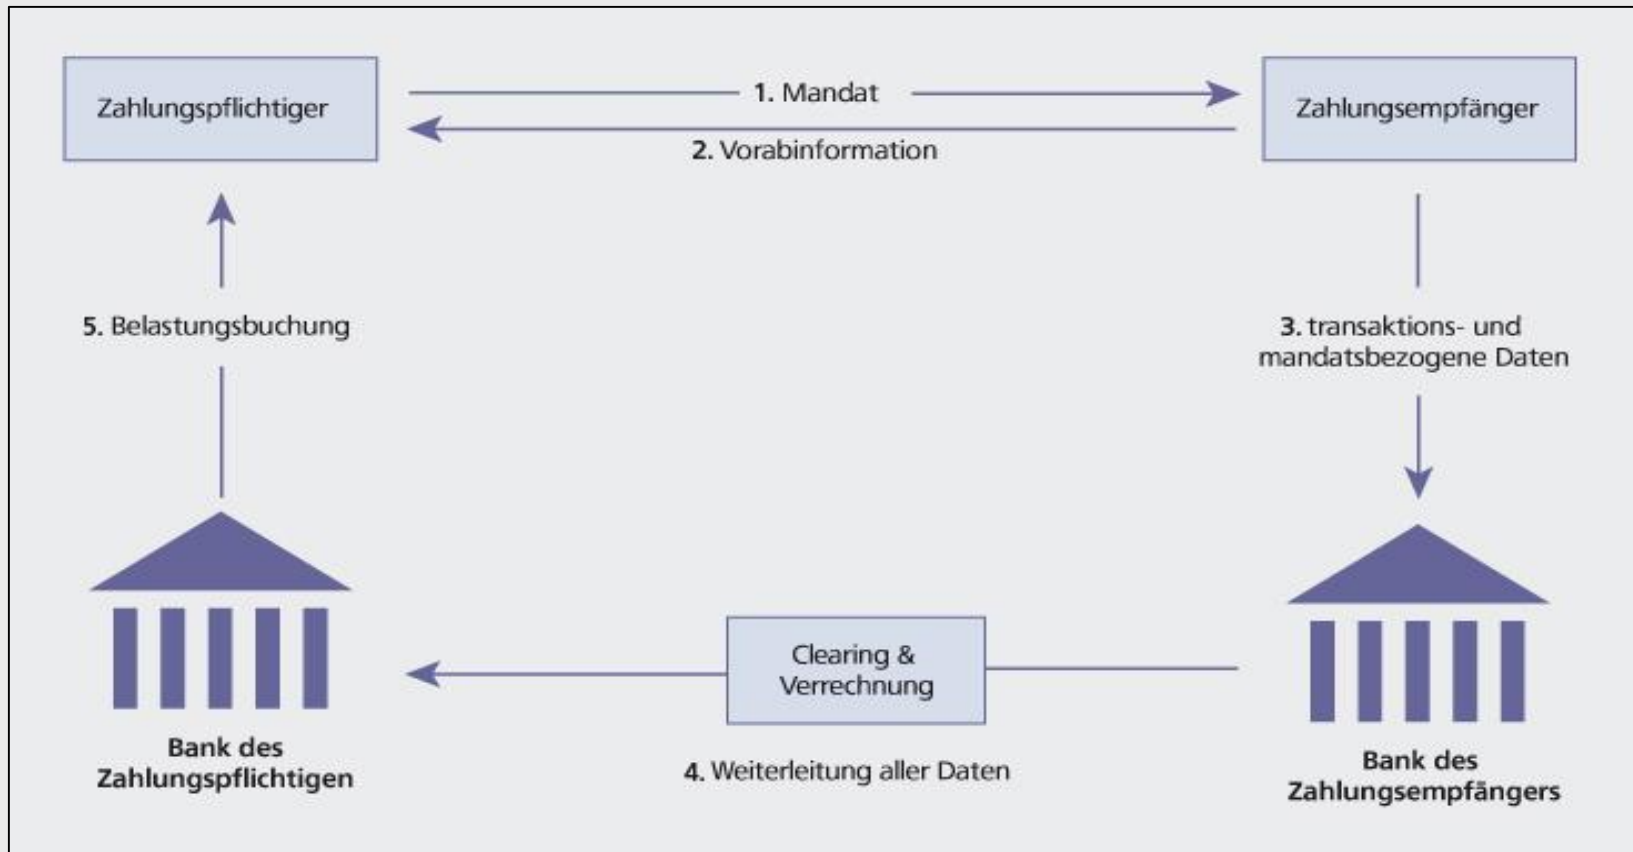 Zahlungspflichtiger
1. Mandat
Zahlungsempfänger
2. Vorabinformation
5. Belastungsbuchung
3. transaktions- und
mandatsbezogene Daten
Clearing &
Verrechnung
Bank des
Zahlungspflichtigen
4. Weiterleitung aller Daten
Bank des
Zahlungsempfängers